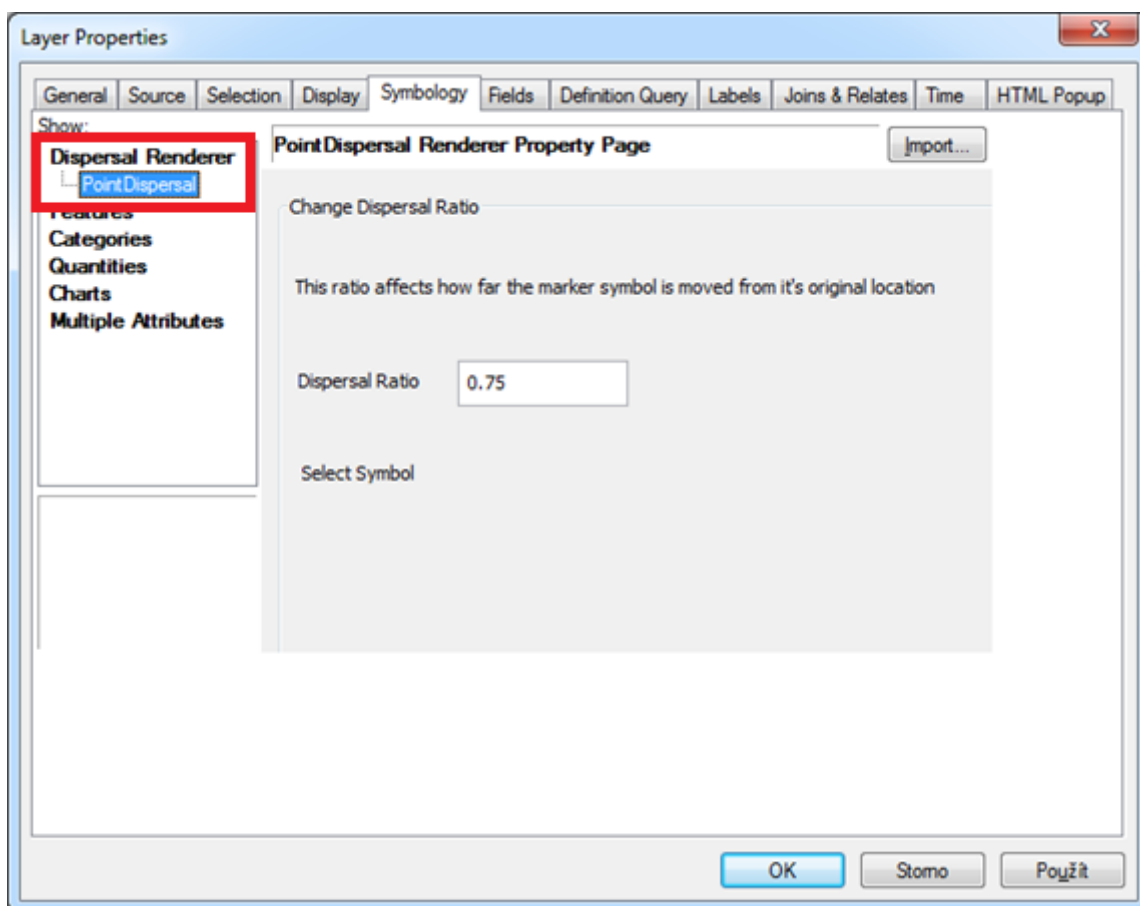 Layer Properties
General Source Selection Display Symbology Fields Definition Query Labels Joins & Relates Time HTML Popup
Show:
Dispersal Renderer
PointDispersal
Features
Categories
Quantities
Charts
Multiple Attributes
PointDispersal Renderer Property Page
Import...
Change Dispersal Ratio
This ratio affects how far the marker symbol is moved from it's original location
Dispersal Ratio 0.75
Select Symbol
OK Storno Použít